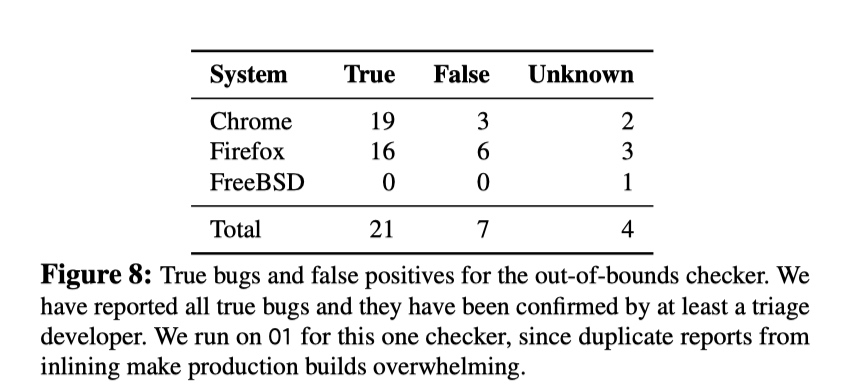 System True False Unknown
Chrome 19 3 2
Firefox 16 6 3
FreeBSD 0 0 1
Total 21 7 4
Figure 8: True bugs and false positives for the out-of-bounds checker. We
have reported all true bugs and they have been confirmed by at least a triage
developer. We run on O1 for this one checker, since duplicate reports from
inlining make production builds overwhelming.